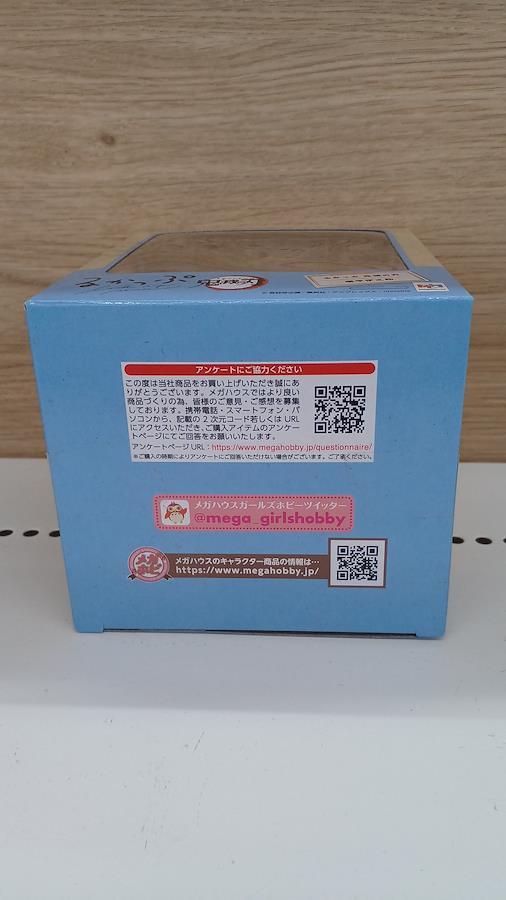 るかっぷ
アンケートにご協力ください
この度は当社商品をお買い上げいただき誠にあ
りがとうございます。メガハウスではより良い
商品づくりの為、皆様のご意見・ご感想を募集
しております。携帯電話・スマートフォン・パ
ソコンから、記載の2次元コード若しくはURL
にアクセスいただき、ご購入アイテムのアンケ
ートページにてご回答をお願いいたします。
アンケートページURL：https://www.megahobby.jp/questionnaire/
※ご購入の時期によりアンケートにご回答いただけない場合がございます。ご了承ください。
メガハウスガールズホビーツイッター
@mega_girlshobby
メガハウスのキャラクター商品の情報は…
https://www.megahobby.jp/